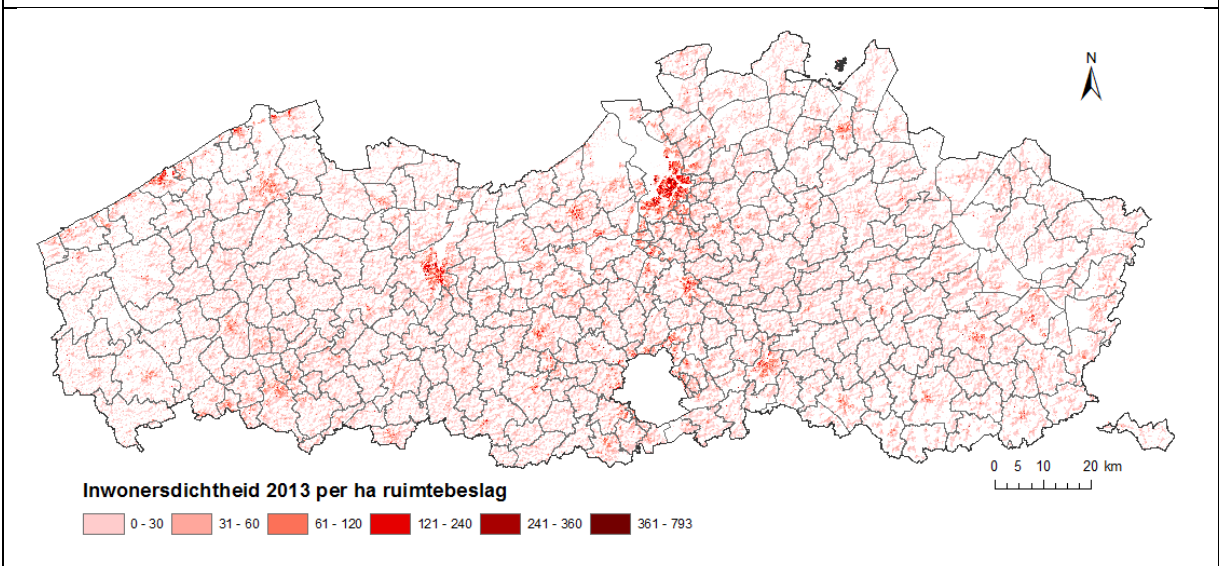 N
0 5 10 20 km
Inwonersdichtheid 2013 per ha ruimtebeslag
0 - 30 31 - 60 61 - 120 121 - 240 241 - 360 361 - 793